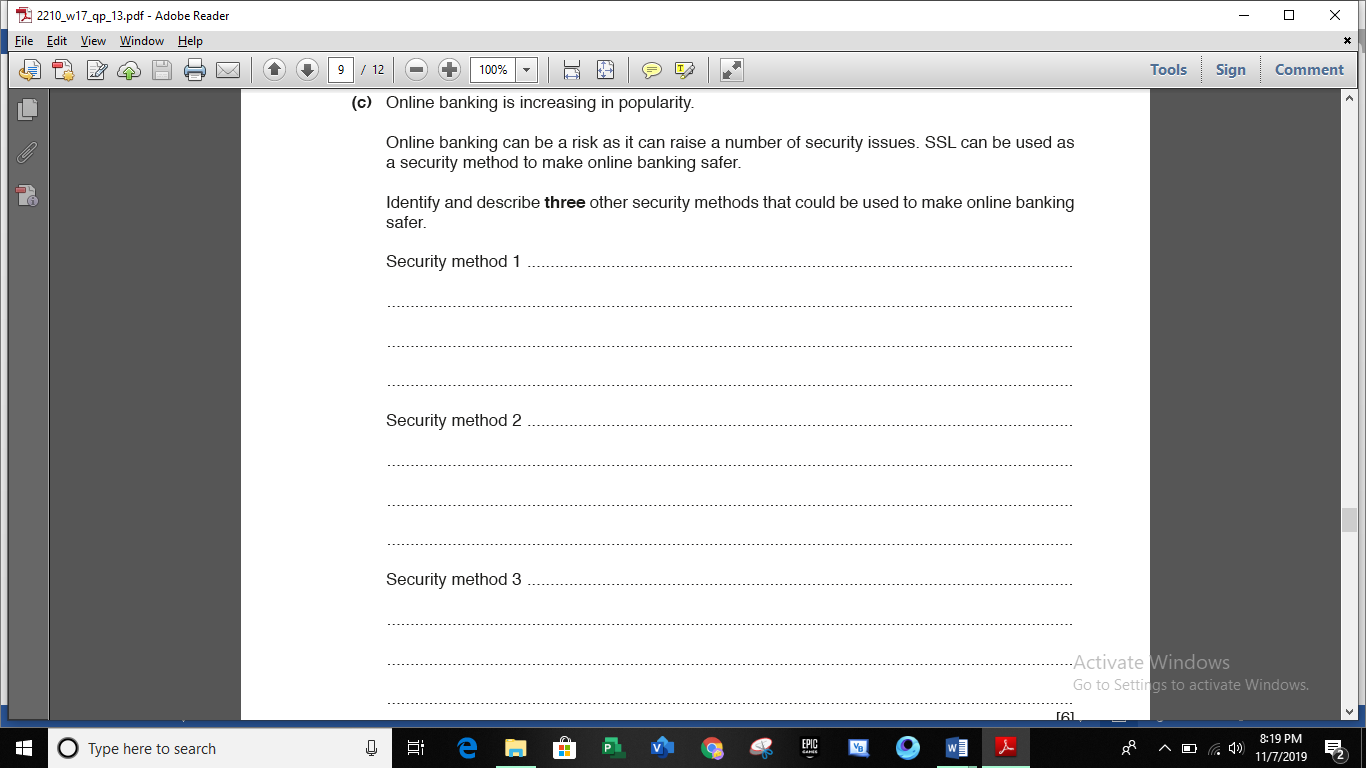 2210_w17_qp_13.pdf - Adobe Reader
File Edit View Window Help
9 / 12 100% Tools Sign Comment
(c) Online banking is increasing in popularity.
Online banking can be a risk as it can raise a number of security issues. SSL can be used as
a security method to make online banking safer.
Identify and describe three other security methods that could be used to make online banking
safer.
Security method 1
Security method 2
Security method 3
Activate Windows
Go to Settings to activate Windows.
[6]
Type here to search
EPIC GAMES
8:19 PM
11/7/2019
2